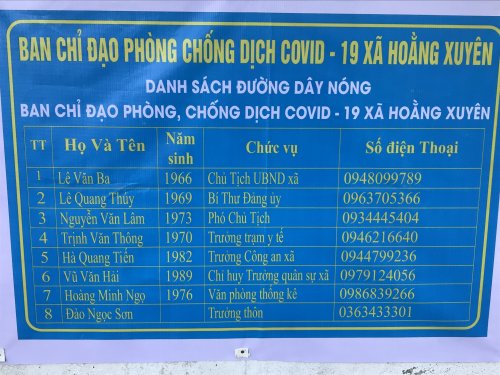 BAN CHỈ ĐẠO PHÒNG CHỐNG DỊCH COVID - 19 XÃ HOẰNG XUYÊN
DANH SÁCH ĐƯỜNG DÂY NÓNG
BAN CHỈ ĐẠO PHÒNG, CHỐNG DỊCH COVID - 19 XÃ HOẰNG XUYÊN
TT Họ Và Tên Năm sinh Chức vụ Số điện Thoại
1 Lê Văn Ba 1966 Chủ Tịch UBND xã 0948099789
2 Lê Quang Thúy 1969 Bí Thư Đảng ủy 0963705366
3 Nguyễn Văn Lâm 1973 Phó Chủ Tịch 0934445404
4 Trịnh Văn Thông 1970 Trưởng trạm y tế 0946216640
5 Hà Quang Tiến 1982 Trưởng Công an xã 0944799236
6 Vũ Văn Hải 1989 Chỉ huy Trưởng quân sự xã 0979124056
7 Hoàng Minh Ngọ 1976 Văn phòng thống kê 0986839266
8 Đào Ngọc Sơn Trưởng thôn 0363433301